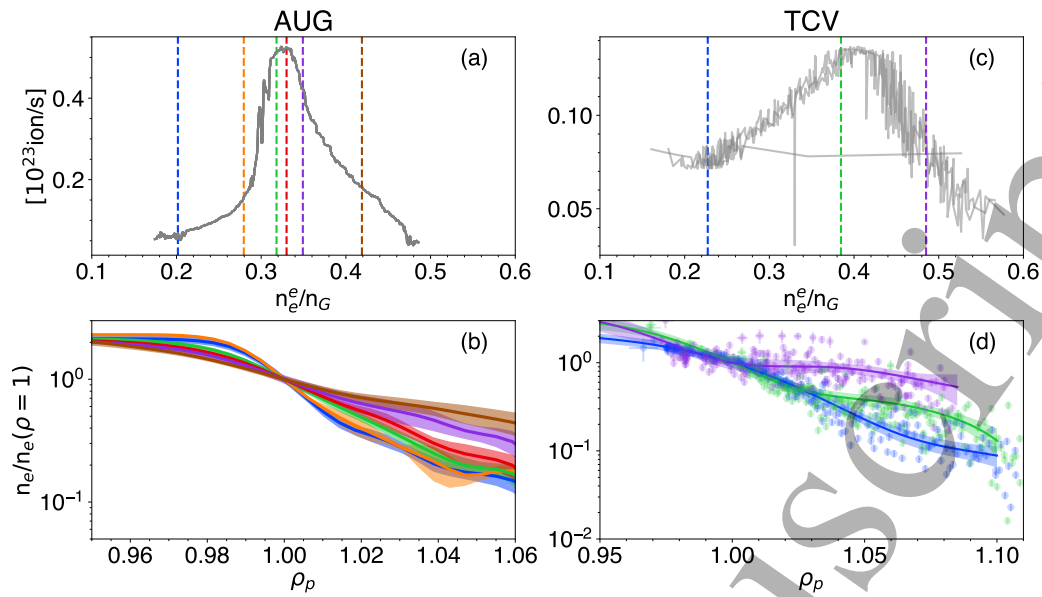 AUG
TCV
(a)
(c)
[10²³ion/s]
0.4
0.2
0.10
0.05
0.1 0.2 0.3 0.4 0.5 0.6
0.1 0.2 0.3 0.4 0.5 0.6
nₑᵉ/n_G
nₑᵉ/n_G
(b)
(d)
nₑ/nₑ(ρ = 1)
10⁰
10⁻¹
10⁰
10⁻¹
10⁻²
0.96 0.98 1.00 1.02 1.04 1.06
0.95 1.00 1.05 1.10
ρₚ
ρₚ
script